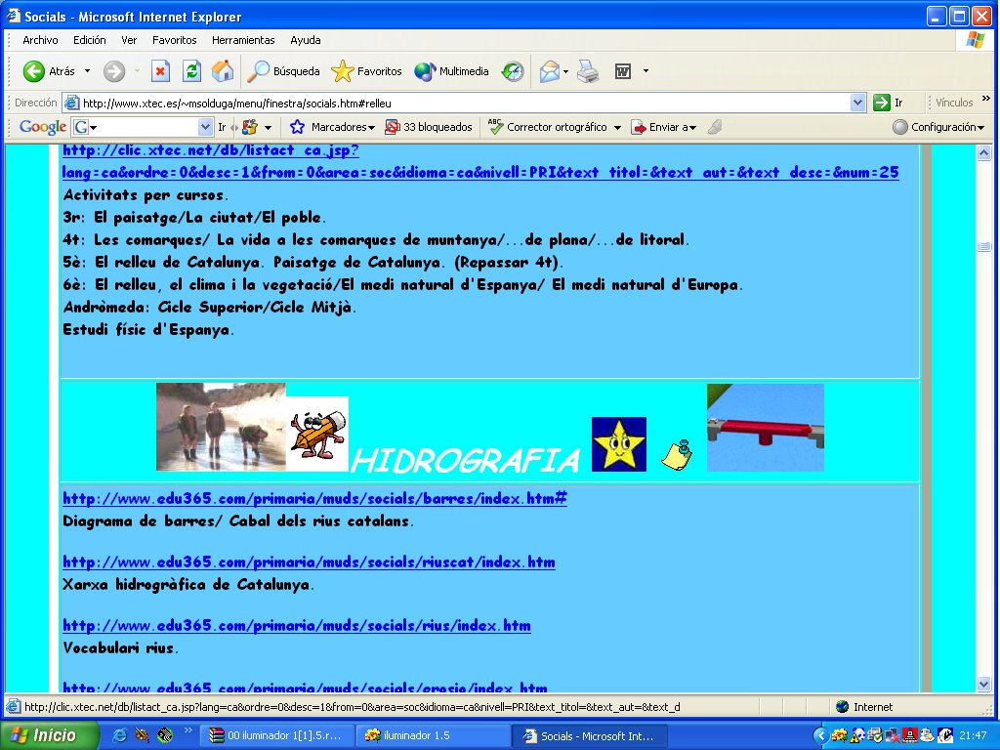 Socials - Microsoft Internet Explorer
Archivo Edición Ver Favoritos Herramientas Ayuda
Atrás Búsqueda Favoritos Multimedia
Dirección http://www.xtec.es/~msolduga/menu/finestra/socials.htm#relleu Ir Vínculos »
Google G Ir Marcadores 33 bloqueados ABC Corrector ortográfico Enviar a Configuración
http://clic.xtec.net/db/listact_ca.jsp?
lang=ca&ordre=0&desc=1&from=0&area=soc&idioma=ca&nivell=PRI&text_titol=&text_aut=&text_desc=&num=25
Activitats per cursos.
3r: El paisatge/La ciutat/El poble.
4t: Les comarques/ La vida a les comarques de muntanya/...de plana/...de litoral.
5è: El relleu de Catalunya. Paisatge de Catalunya. (Repassar 4t).
6è: El relleu, el clima i la vegetació/El medi natural d'Espanya/ El medi natural d'Europa.
Andròmeda: Cicle Superior/Cicle Mitjà.
Estudi físic d'Espanya.
HIDROGRAFIA
http://www.edu365.com/primaria/muds/socials/barres/index.htm#
Diagrama de barres/ Cabal dels rius catalans.
http://www.edu365.com/primaria/muds/socials/riuscat/index.htm
Xarxa hidrogràfica de Catalunya.
http://www.edu365.com/primaria/muds/socials/rius/index.htm
Vocabulari rius.
http://www.edu365.com/primaria/muds/socials/erosio/index.htm
http://clic.xtec.net/db/listact_ca.jsp?lang=ca&ordre=0&desc=1&from=0&area=soc&idioma=ca&nivell=PRI&text_titol=&text_aut=&text_d Internet
Inicio » 00 iluminador 1[1].5.r... iluminador 1.5 Socials - Microsoft Int... 21:47